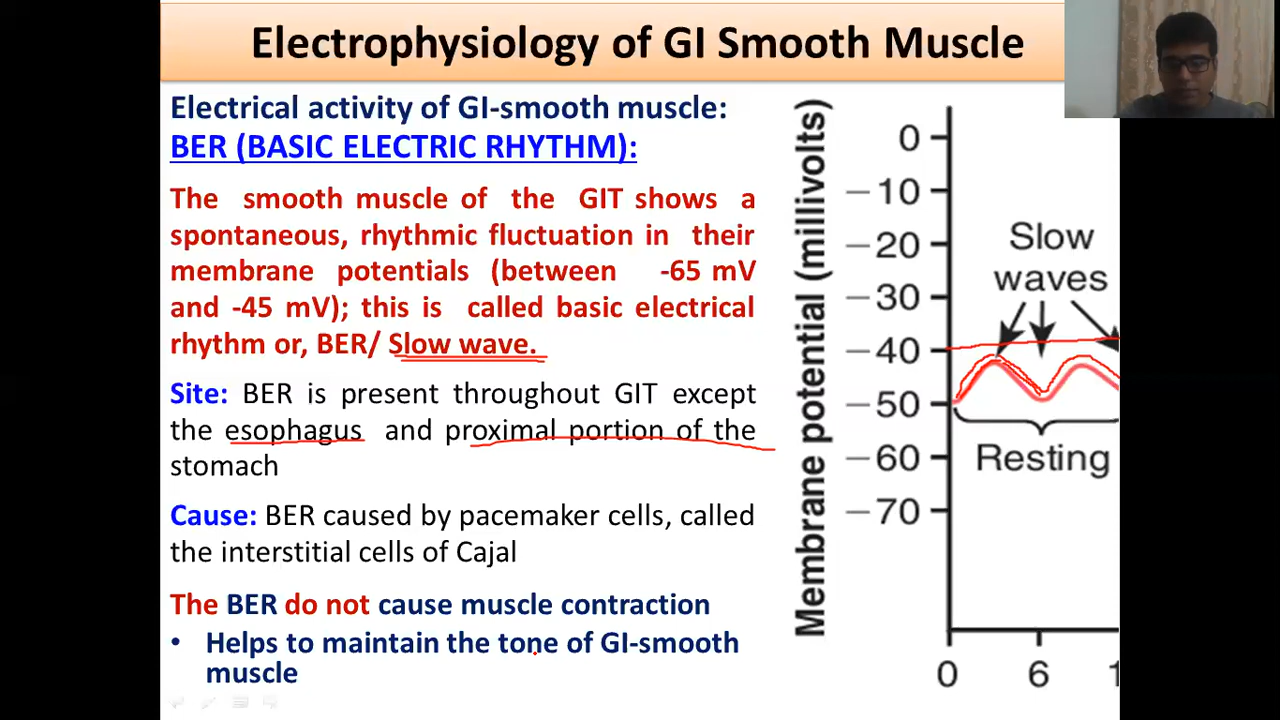 Electrophysiology of GI Smooth Muscle
Electrical activity of GI-smooth muscle:
BER (BASIC ELECTRIC RHYTHM):
The smooth muscle of the GIT shows a
spontaneous, rhythmic fluctuation in their
membrane potentials (between -65 mV
and -45 mV); this is called basic electrical
rhythm or, BER/ Slow wave.
Site: BER is present throughout GIT except
the esophagus and proximal portion of the
stomach
Cause: BER caused by pacemaker cells, called
the interstitial cells of Cajal
The BER do not cause muscle contraction
• Helps to maintain the tone of GI-smooth
muscle
Membrane potential (millivolts)
0
−10
−20
−30
−40
−50
−60
−70
Slow
waves
Resting
0 6 1